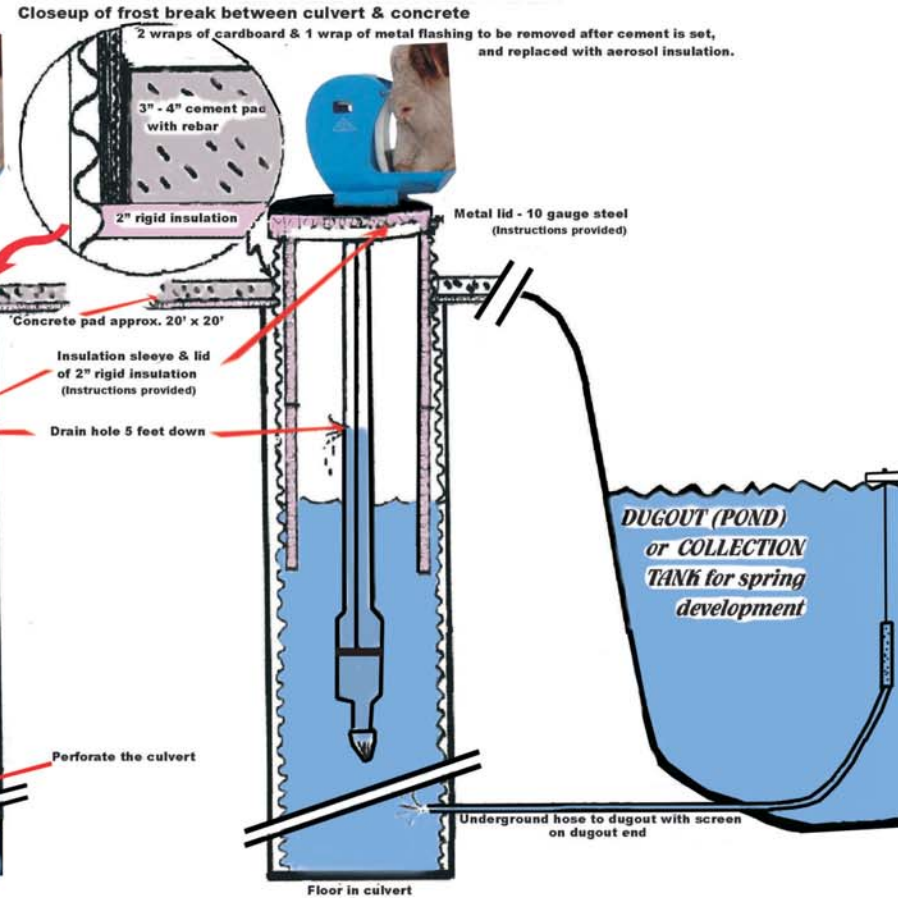 Closeup of frost break between culvert & concrete
2 wraps of cardboard & 1 wrap of metal flashing to be removed after cement is set,
and replaced with aerosol insulation.
3” - 4” cement pad
with rebar
2” rigid insulation
Metal lid - 10 gauge steel
(Instructions provided)
Concrete pad approx. 20’ x 20’
Insulation sleeve & lid
of 2” rigid insulation
(Instructions provided)
Drain hole 5 feet down
DUGOUT (POND)
or COLLECTION
TANK for spring
development
Perforate the culvert
Underground hose to dugout with screen
on dugout end
Floor in culvert